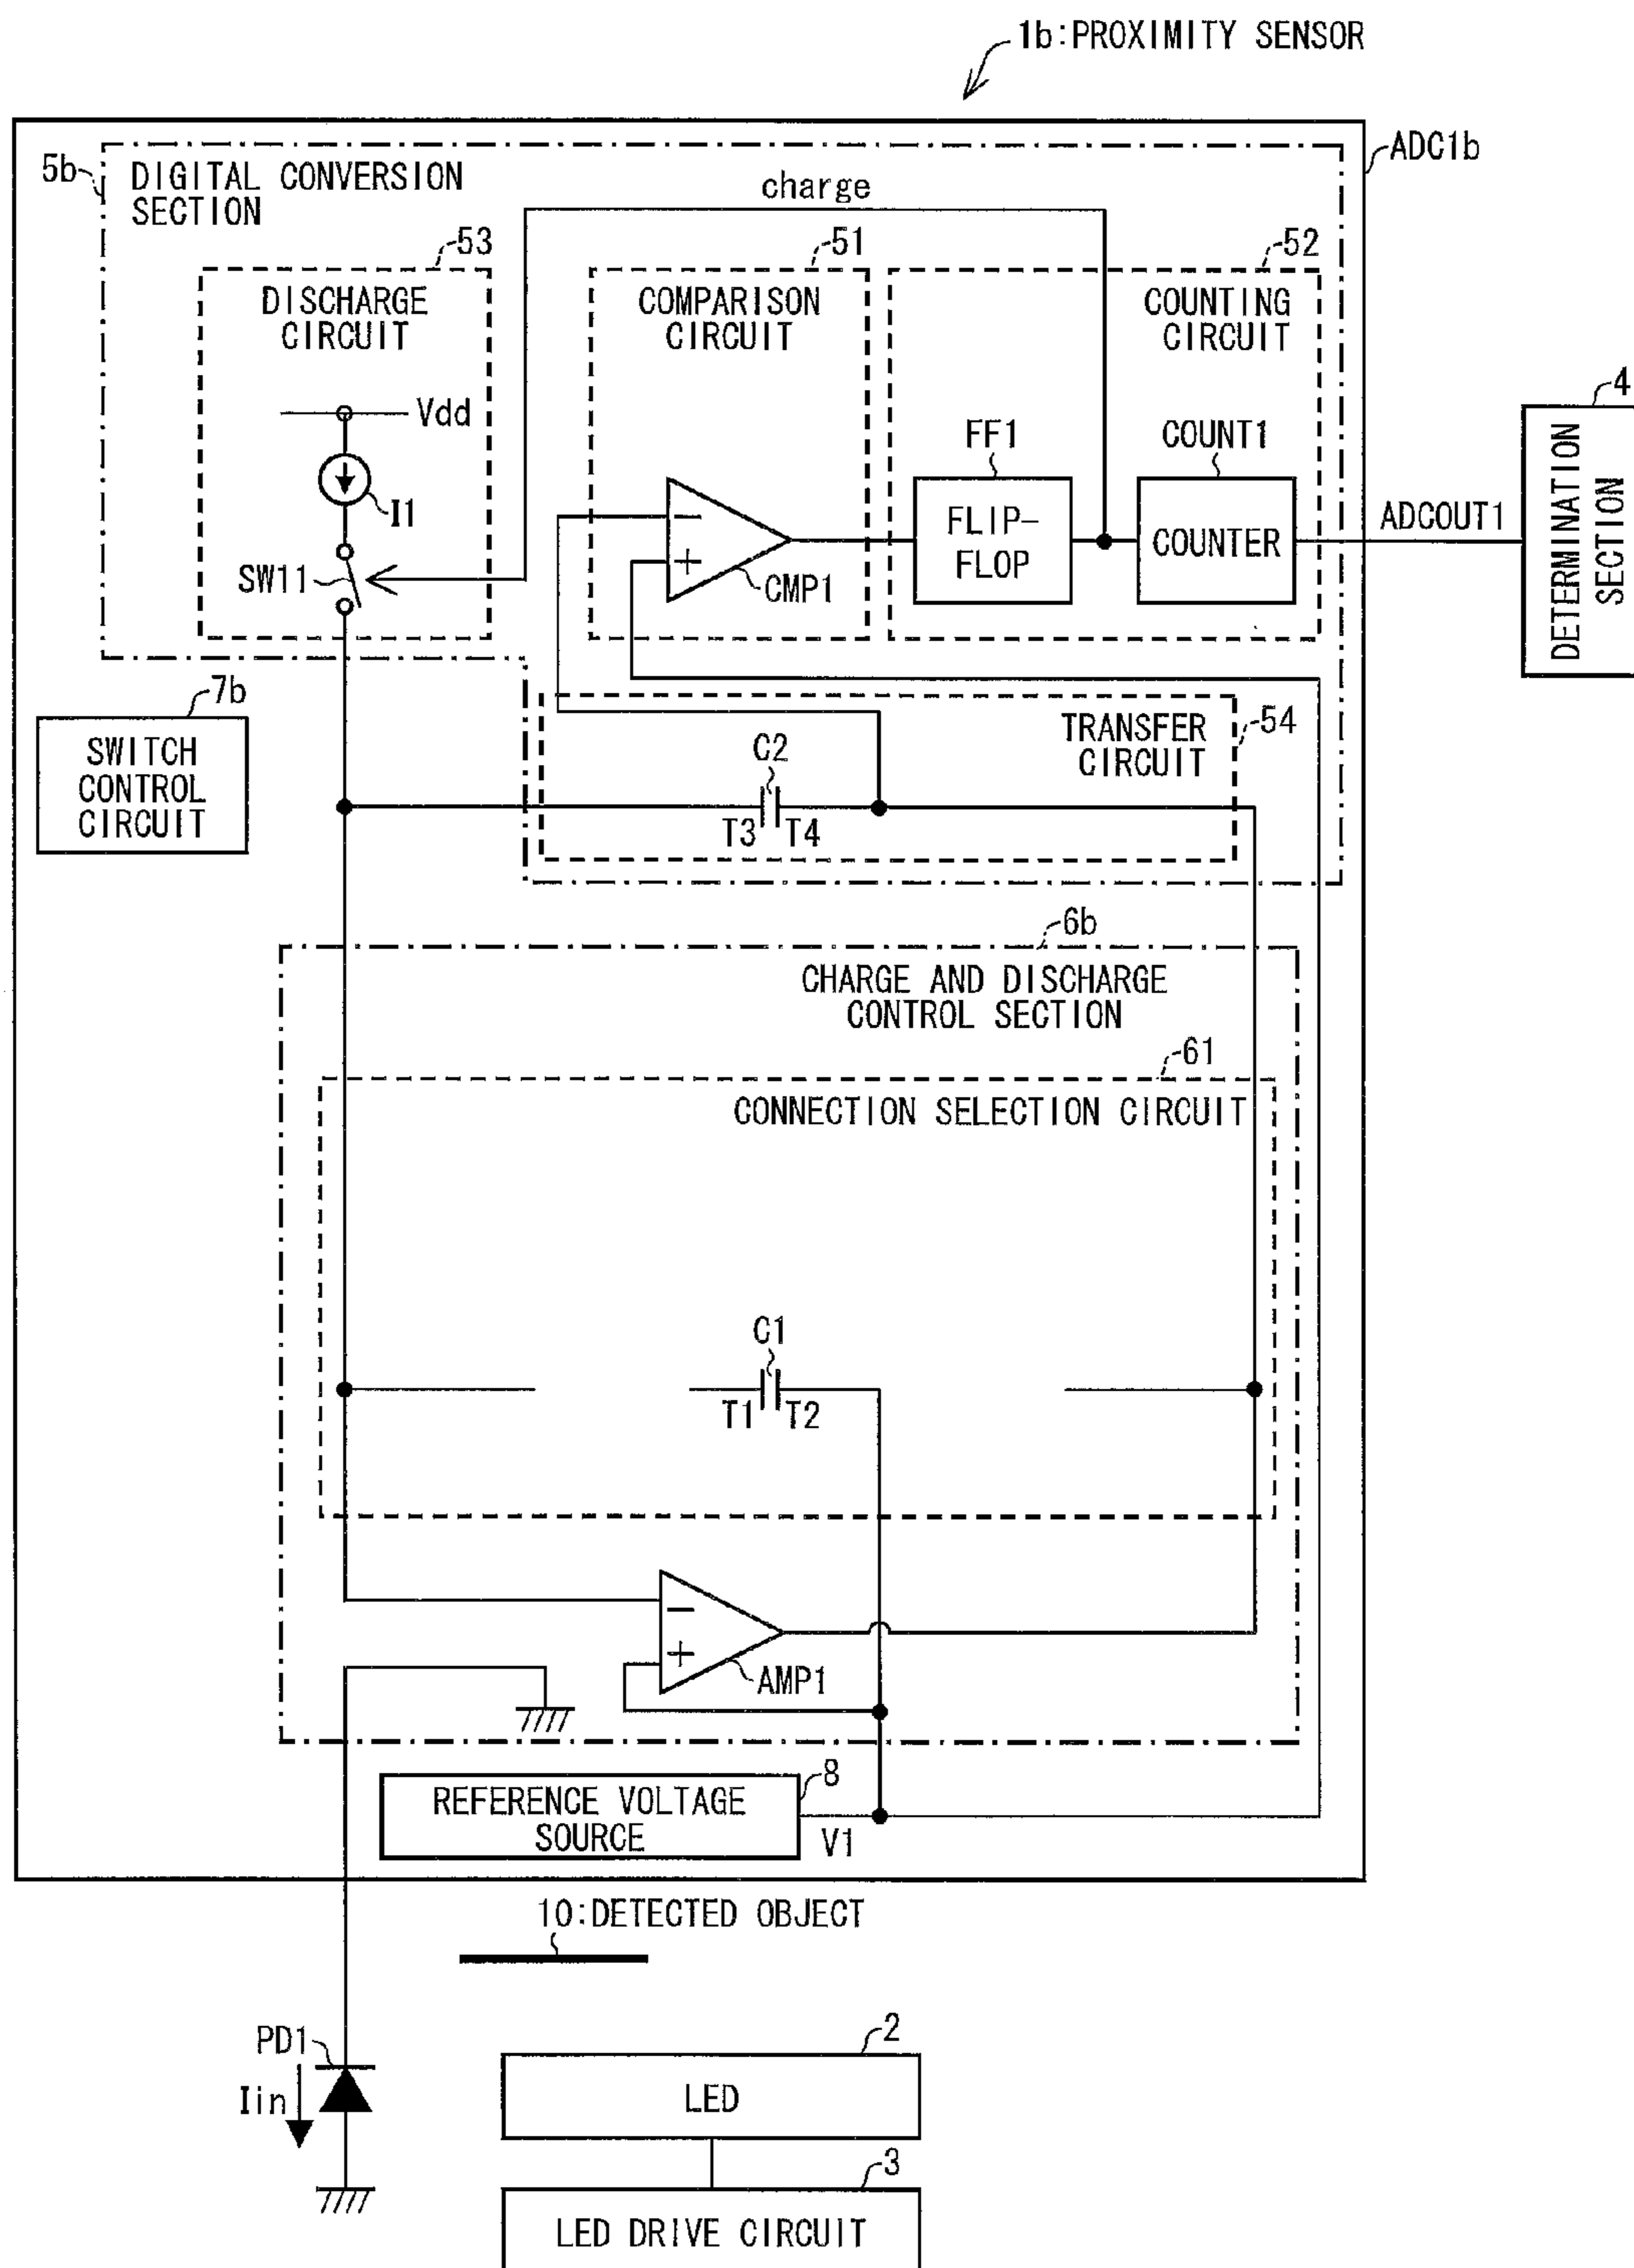 1b:PROXIMITY SENSOR
ADC1b
5b
DIGITAL CONVERSION
SECTION
charge
53
51
52
DISCHARGE
CIRCUIT
COMPARISON
CIRCUIT
COUNTING
CIRCUIT
4
Vdd
FF1
COUNT1
I1
FLIP-
FLOP
COUNTER
ADCOUT1
DETERMINATION
SECTION
SW11
−
+
CMP1
7b
SWITCH
CONTROL
CIRCUIT
TRANSFER
CIRCUIT
54
C2
T3
T4
6b
CHARGE AND DISCHARGE
CONTROL SECTION
61
CONNECTION SELECTION CIRCUIT
C1
T1
T2
−
+
AMP1
8
REFERENCE VOLTAGE
SOURCE
V1
10:DETECTED OBJECT
PD1
Iin
2
LED
3
LED DRIVE CIRCUIT